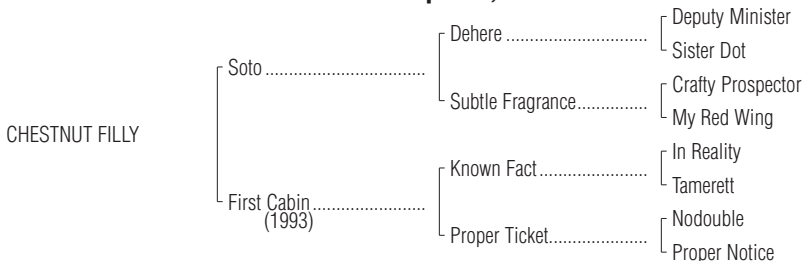 Deputy Minister
Dehere
Sister Dot
Soto
Crafty Prospector
Subtle Fragrance
My Red Wing
CHESTNUT FILLY
In Reality
Known Fact
Tamerett
First Cabin
(1993)
Nodouble
Proper Ticket
Proper Notice